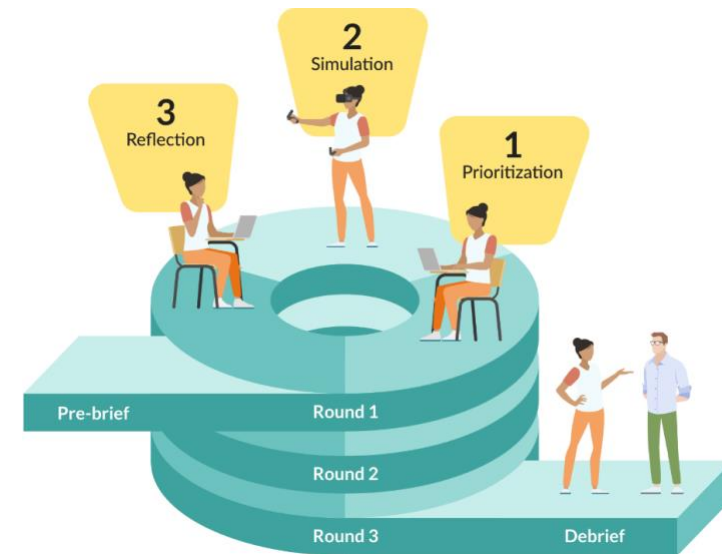 2
Simulation
3
Reflection
1
Prioritization
Pre-brief
Round 1
Round 2
Round 3
Debrief